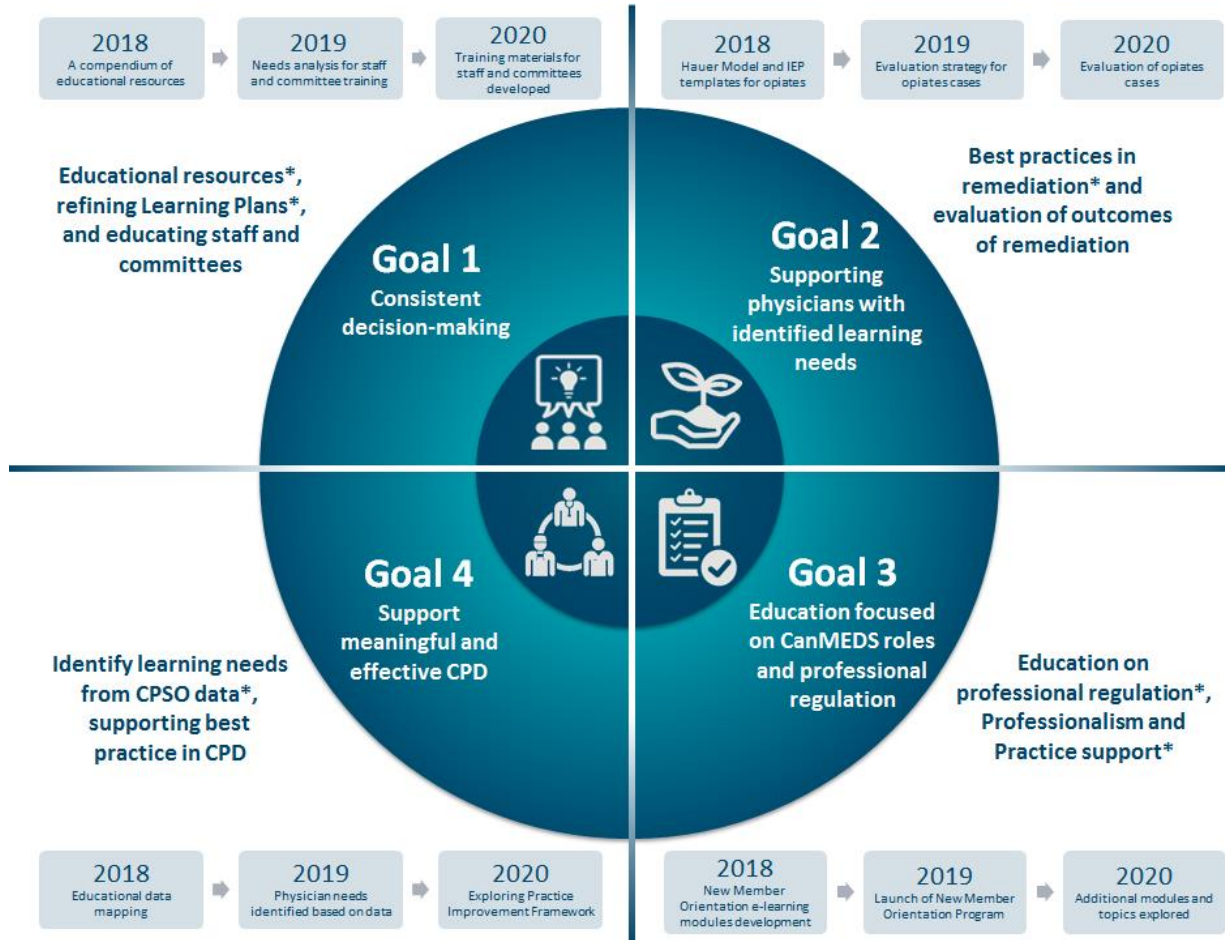 2018
A compendium of
educational resources
2019
Needs analysis for staff
and committee training
2020
Training materials for
staff and committees
developed
2018
Hauer Model and IEP
templates for opiates
2019
Evaluation strategy for
opiates cases
2020
Evaluation of opiates
cases
Educational resources*,
refining Learning Plans*,
and educating staff and
committees
Goal 1
Consistent
decision-making
Goal 2
Supporting
physicians with
identified learning
needs
Best practices in
remediation* and
evaluation of outcomes
of remediation
Identify learning needs
from CPSO data*,
supporting best
practice in CPD
Goal 4
Support
meaningful and
effective CPD
Goal 3
Education focused
on CanMEDS roles
and professional
regulation
Education on
professional regulation*,
Professionalism and
Practice support*
2018
Educational data
mapping
2019
Physician needs
identified based on data
2020
Exploring Practice
Improvement Framework
2018
New Member
Orientation e-learning
modules development
2019
Launch of New Member
Orientation Program
2020
Additional modules and
topics explored